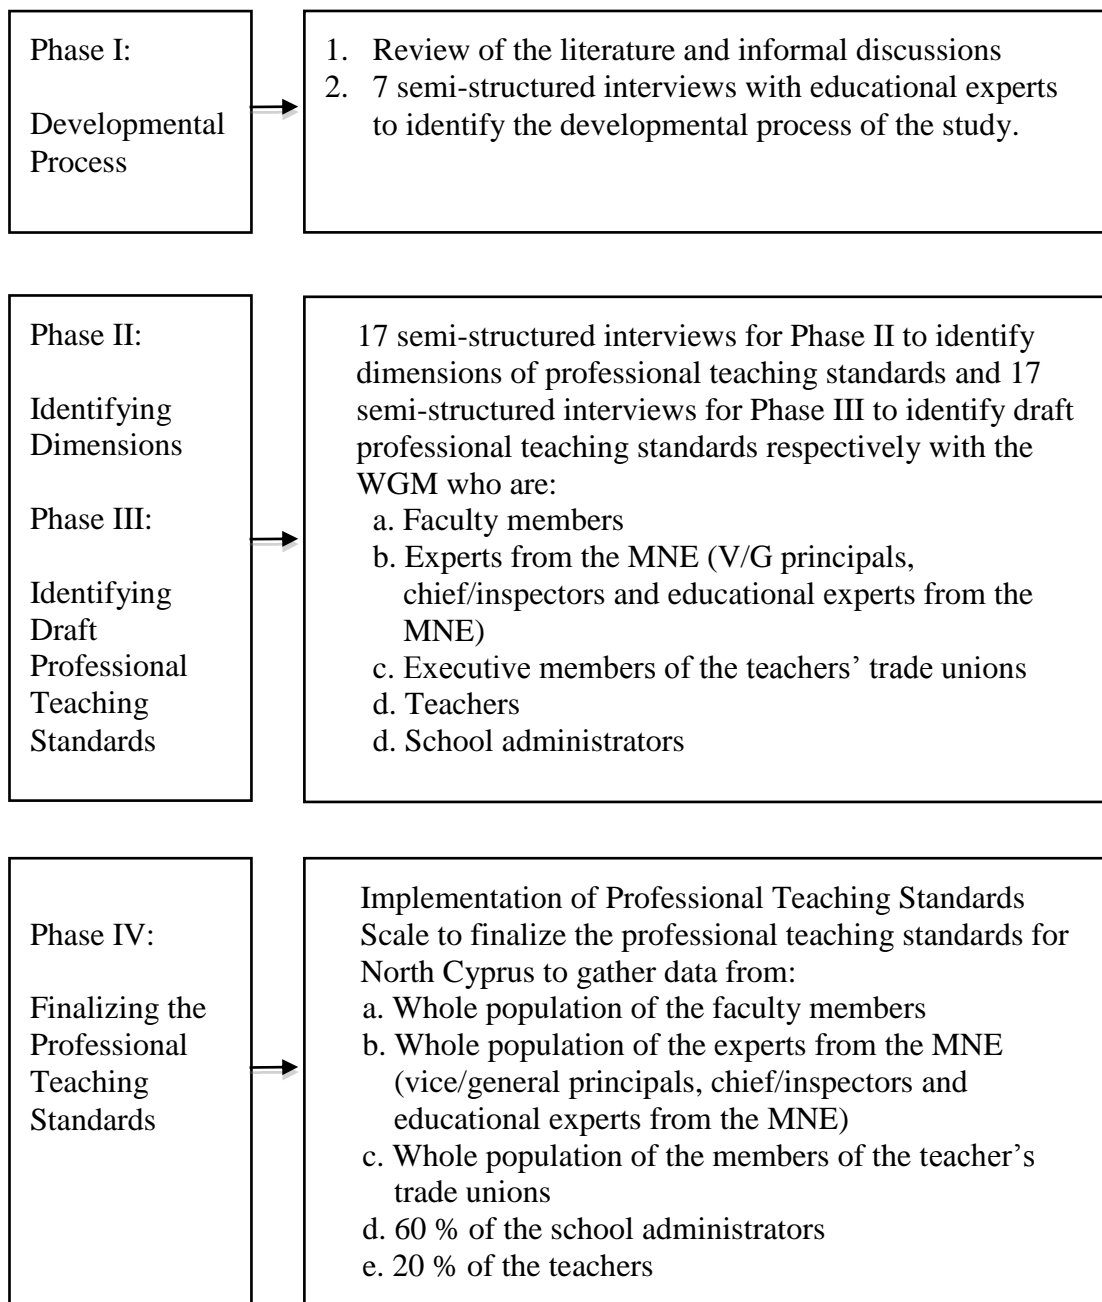 Phase I:
Developmental
Process
1. Review of the literature and informal discussions
2. 7 semi-structured interviews with educational experts
to identify the developmental process of the study.
Phase II:
Identifying
Dimensions
Phase III:
Identifying
Draft
Professional
Teaching
Standards
17 semi-structured interviews for Phase II to identify
dimensions of professional teaching standards and 17
semi-structured interviews for Phase III to identify draft
professional teaching standards respectively with the
WGM who are:
a. Faculty members
b. Experts from the MNE (V/G principals,
chief/inspectors and educational experts from the
MNE)
c. Executive members of the teachers’ trade unions
d. Teachers
d. School administrators
Phase IV:
Finalizing the
Professional
Teaching
Standards
Implementation of Professional Teaching Standards
Scale to finalize the professional teaching standards for
North Cyprus to gather data from:
a. Whole population of the faculty members
b. Whole population of the experts from the MNE
(vice/general principals, chief/inspectors and
educational experts from the MNE)
c. Whole population of the members of the teacher’s
trade unions
d. 60 % of the school administrators
e. 20 % of the teachers